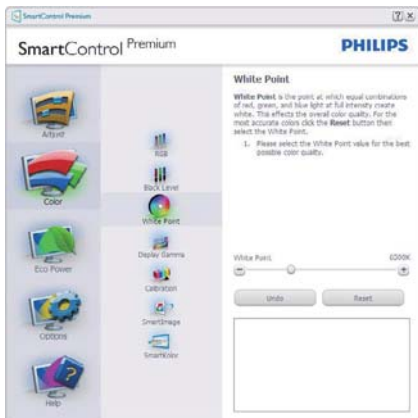 SmartControl Premium
SmartControl Premium
PHILIPS
Adjust
Color
Eco Power
Options
Help
RGB
Black Level
White Point
Display Gamma
Calibration
SmartImage
SmartKolor
White Point
White Point is the point at which equal combinations
of red, green, and blue light at full intensity create
white. This effects the overall color quality. For the
most accurate colors click the Reset button then
select the White Point.
1. Please select the White Point value for the best
possible color quality.
White Point
6500K
Undo
Reset